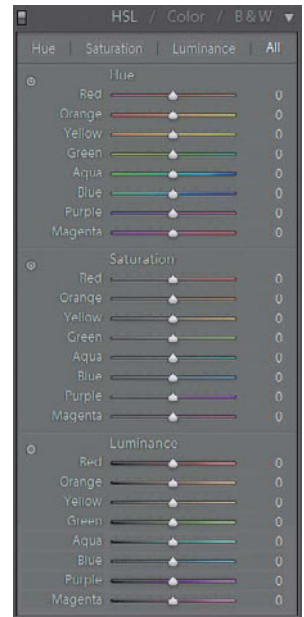 HSL / Color / B&W
Hue | Saturation | Luminance | All
Hue
Red 0
Orange 0
Yellow 0
Green 0
Aqua 0
Blue 0
Purple 0
Magenta 0
Saturation
Red 0
Orange 0
Yellow 0
Green 0
Aqua 0
Blue 0
Purple 0
Magenta 0
Luminance
Red 0
Orange 0
Yellow 0
Green 0
Aqua 0
Blue 0
Purple 0
Magenta 0